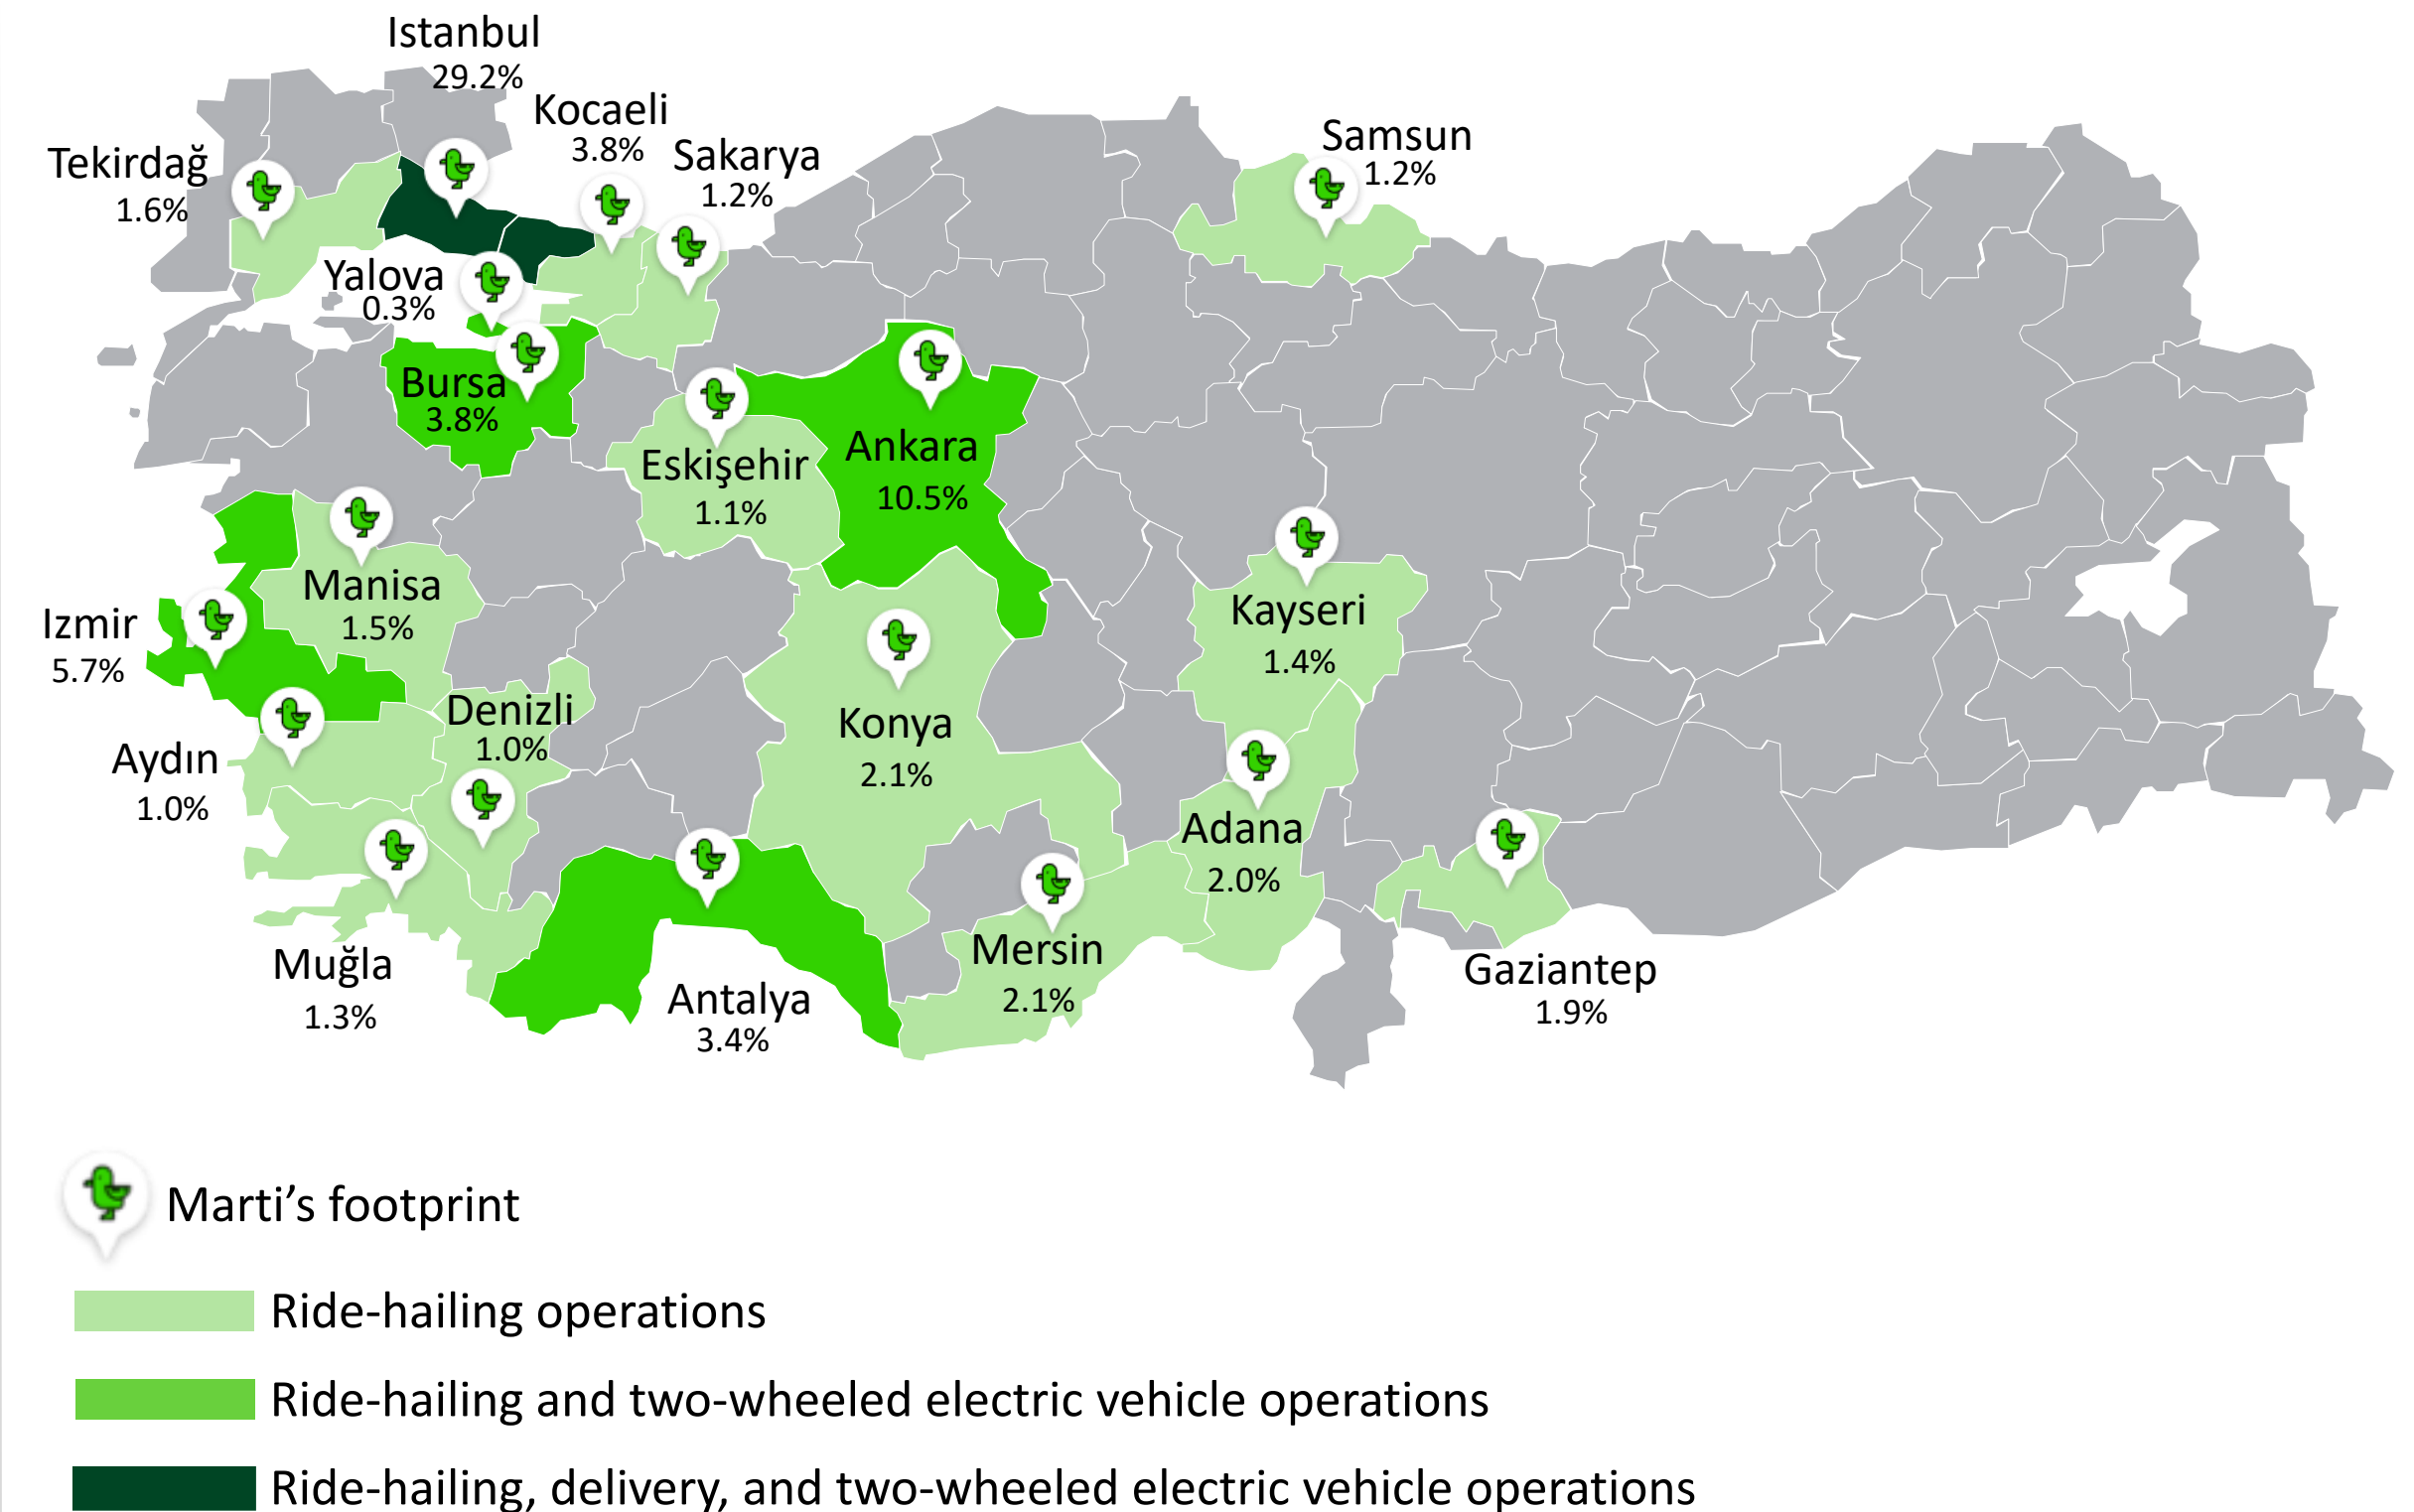 Istanbul
29.2%
Kocaeli
3.8%
Sakarya
1.2%
Samsun
1.2%
Tekirdağ
1.6%
Yalova
0.3%
Bursa
3.8%
Eskişehir
1.1%
Ankara
10.5%
Manisa
1.5%
Izmir
5.7%
Kayseri
1.4%
Denizli
1.0%
Konya
2.1%
Aydın
1.0%
Adana
2.0%
Mersin
2.1%
Muğla
1.3%
Antalya
3.4%
Gaziantep
1.9%
Marti’s footprint
Ride-hailing operations
Ride-hailing and two-wheeled electric vehicle operations
Ride-hailing, delivery, and two-wheeled electric vehicle operations